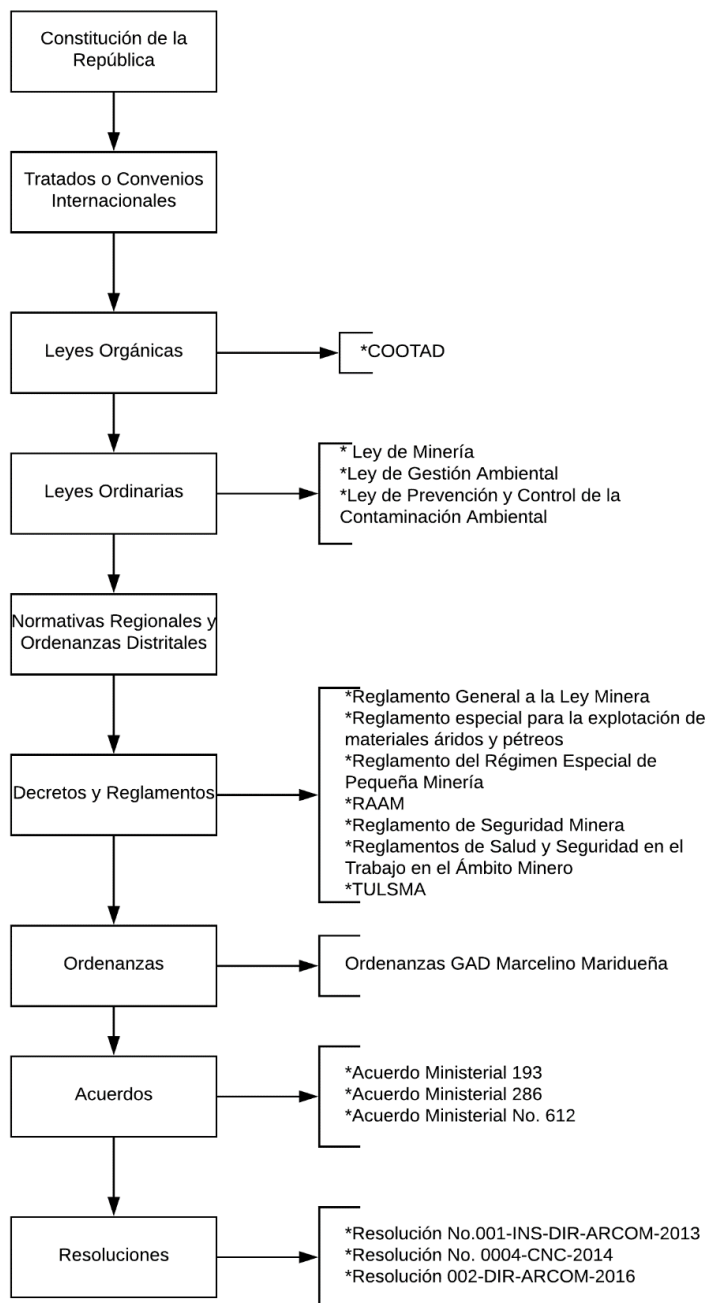 Constitución de la
República
Tratados o Convenios
Internacionales
Leyes Orgánicas
*COOTAD
Leyes Ordinarias
* Ley de Minería
*Ley de Gestión Ambiental
*Ley de Prevención y Control de la
Contaminación Ambiental
Normativas Regionales y
Ordenanzas Distritales
Decretos y Reglamentos
*Reglamento General a la Ley Minera
*Reglamento especial para la explotación de
materiales áridos y pétreos
*Reglamento del Régimen Especial de
Pequeña Minería
*RAAM
*Reglamento de Seguridad Minera
*Reglamentos de Salud y Seguridad en el
Trabajo en el Ámbito Minero
*TULSMA
Ordenanzas
Ordenanzas GAD Marcelino Maridueña
Acuerdos
*Acuerdo Ministerial 193
*Acuerdo Ministerial 286
*Acuerdo Ministerial No. 612
Resoluciones
*Resolución No.001-INS-DIR-ARCOM-2013
*Resolución No. 0004-CNC-2014
*Resolución 002-DIR-ARCOM-2016